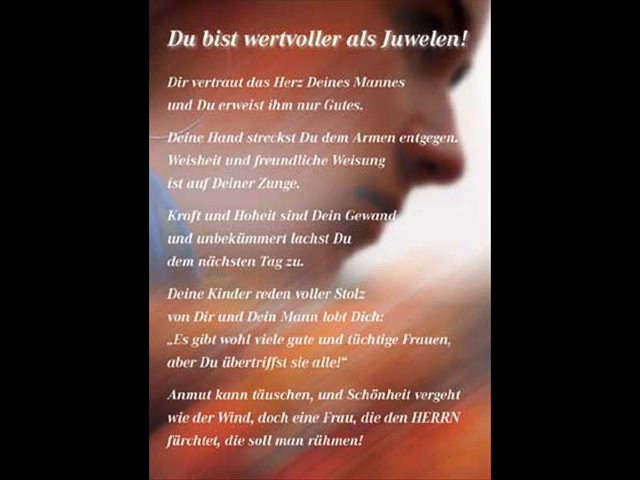 Du bist wertvoller als Juwelen!
Dir vertraut das Herz Deines Mannes
und Du erweist ihm nur Gutes.
Deine Hand streckst Du dem Armen entgegen.
Weisheit und freundliche Weisung
ist auf Deiner Zunge.
Kraft und Hoheit sind Dein Gewand
und unbekümmert lachst Du
dem nächsten Tag zu.
Deine Kinder reden voller Stolz
von Dir und Dein Mann lobt Dich:
„Es gibt wohl viele gute und tüchtige Frauen,
aber Du übertriffst sie alle!“
Anmut kann täuschen, und Schönheit vergeht
wie der Wind, doch eine Frau, die den HERRN
fürchtet, die soll man rühmen!